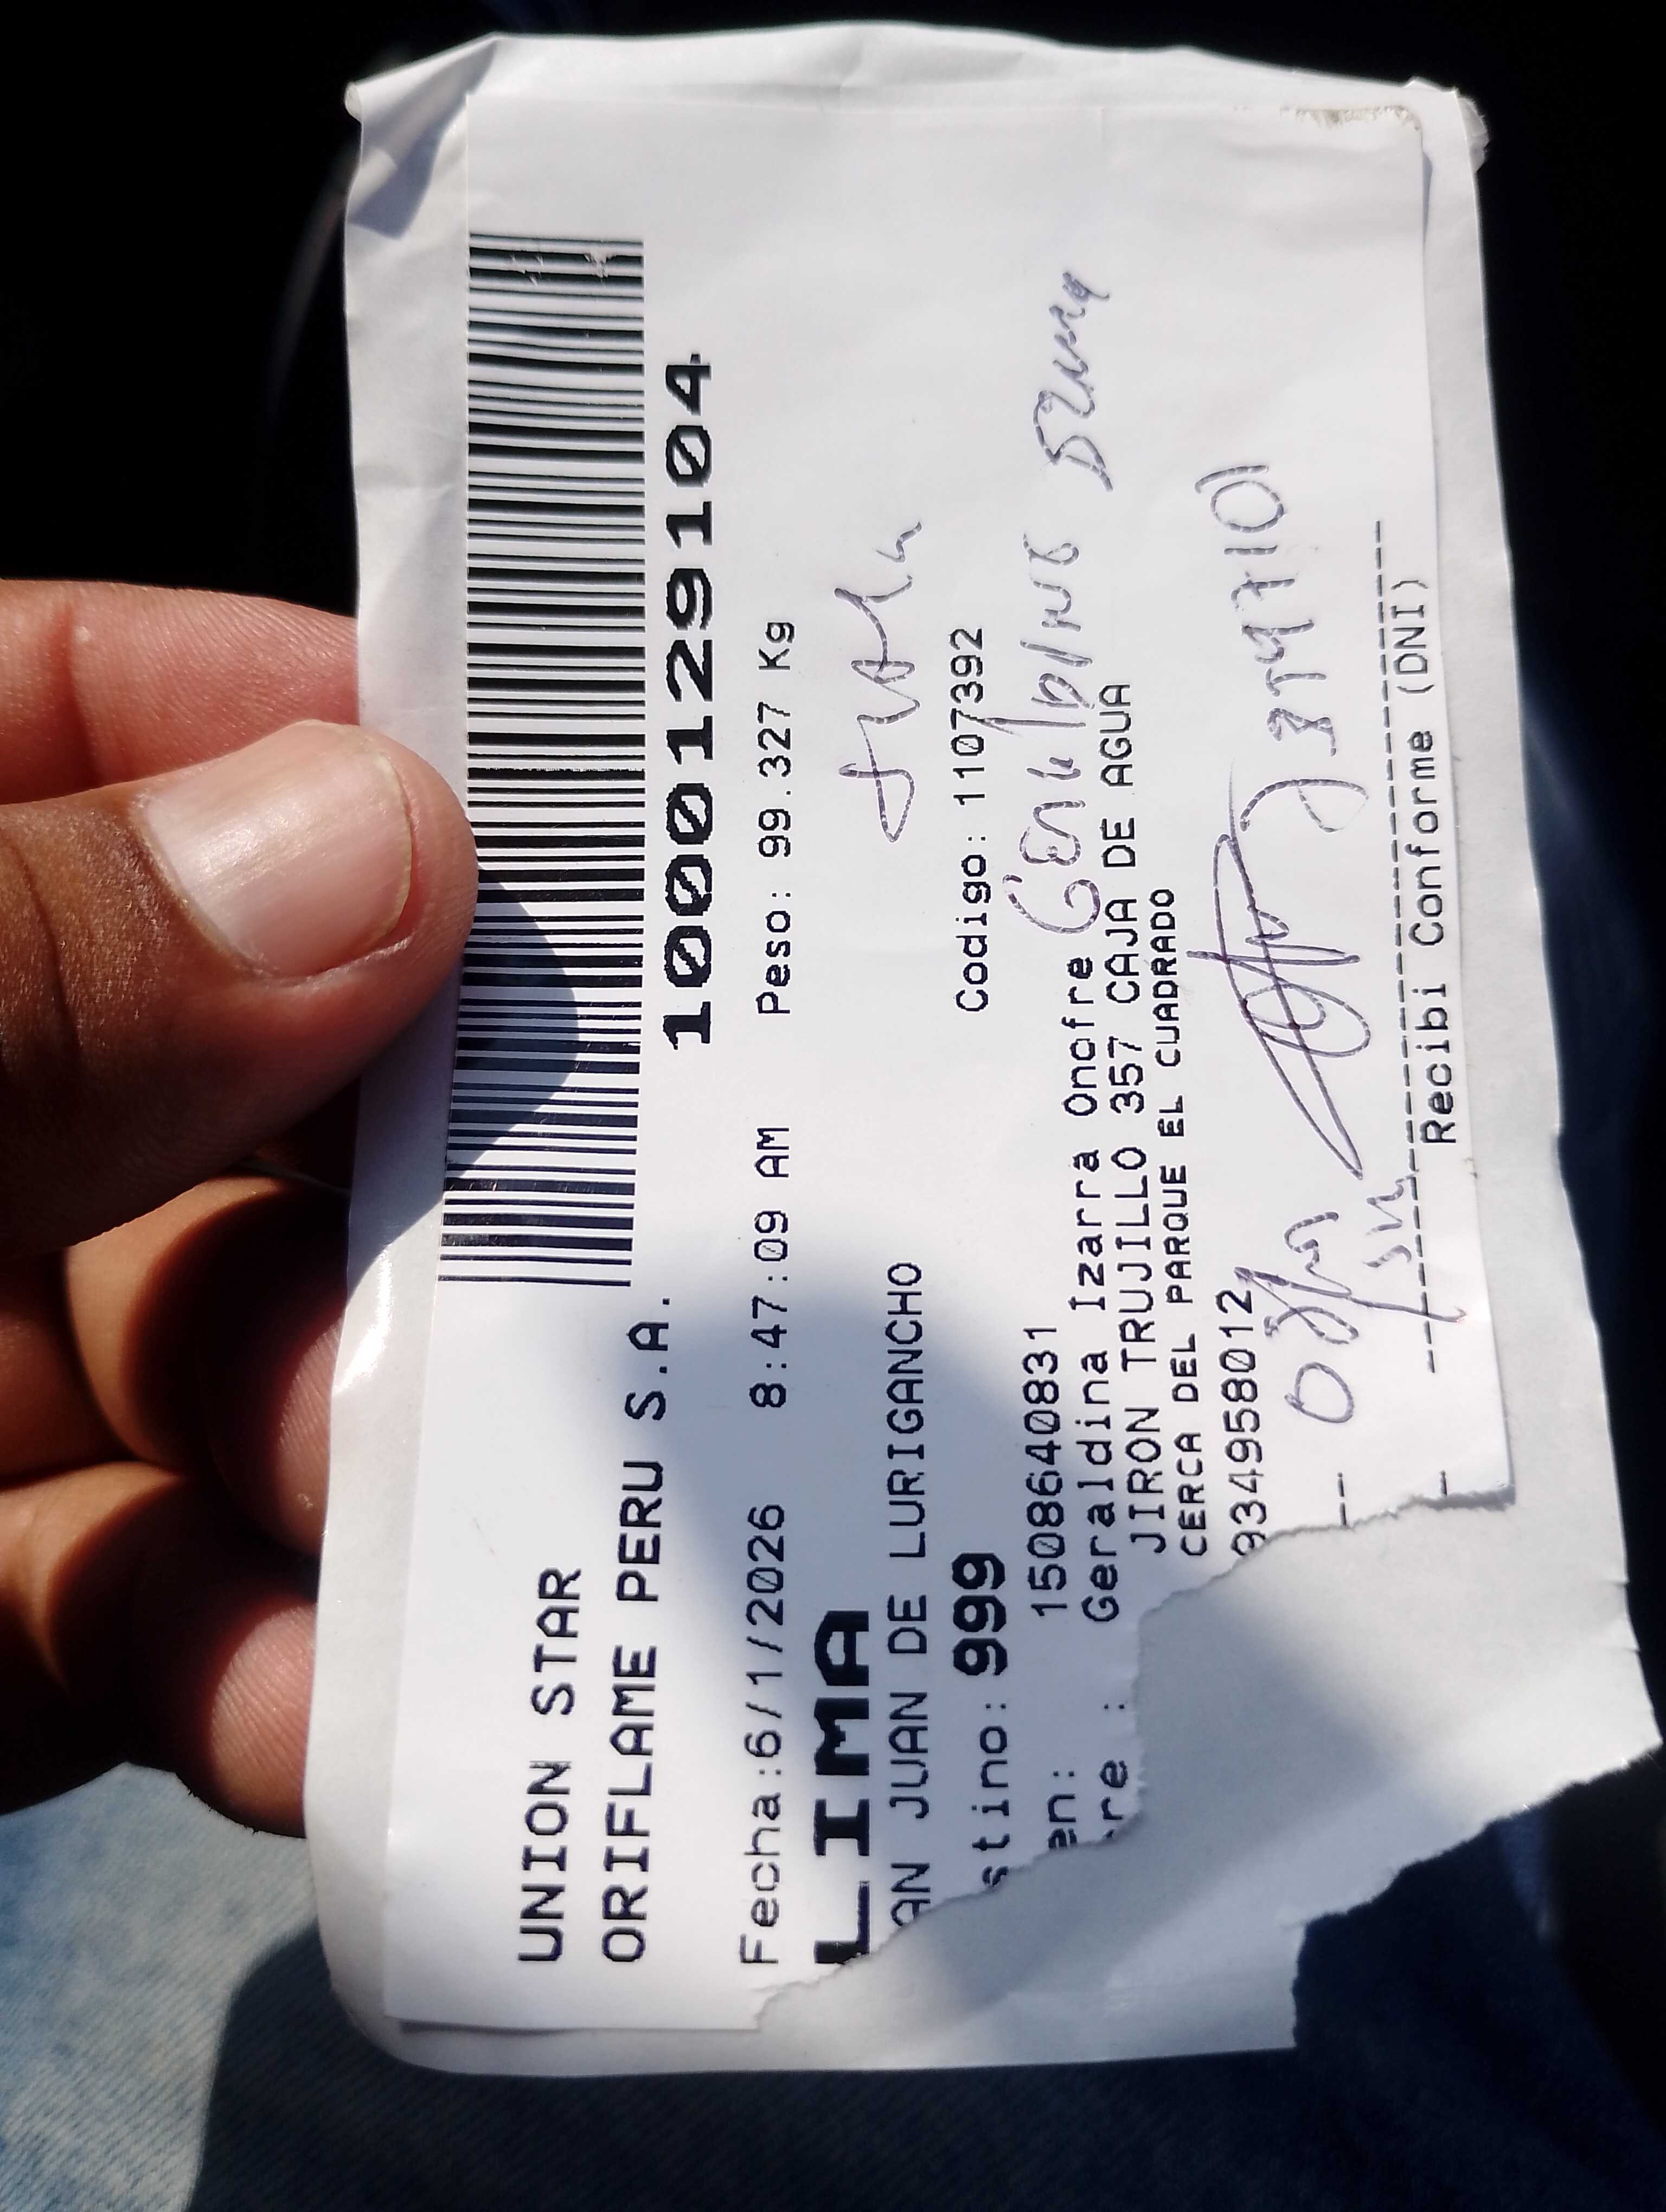 UNION STAR
ORIFLAME PERU S.A.
1000129104
Fecha:6/1/2026 8:47:09 AM Peso: 99.327 Kg
LIMA
AN JUAN DE LURIGANCHO
stino: 999 Codigo: 1107392
en: 1508640831
re : Geraldina Izarra Onofre
JIRON TRUJILLO 357 CAJA DE AGUA
CERCA DEL PARQUE EL CUADRADO
934958012
Recibi Conforme (DNI)